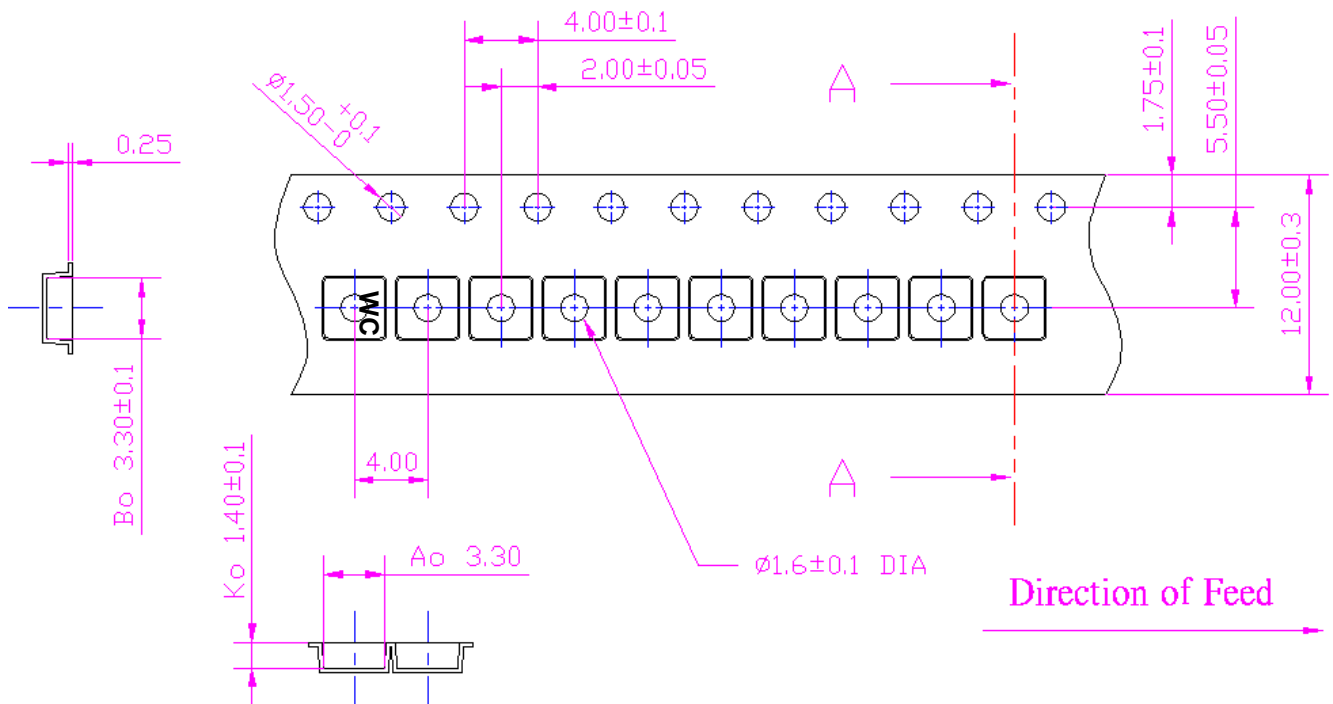 4.00±0.1
2.00±0.05
Ø1.50 +0.1 -0
0.25
A
1.75±0.1
5.50±0.05
12.00±0.3
WC
Bo 3.30±0.1
4.00
A
Ko 1.40±0.1
Ao 3.30
Ø1.6±0.1 DIA
Direction of Feed